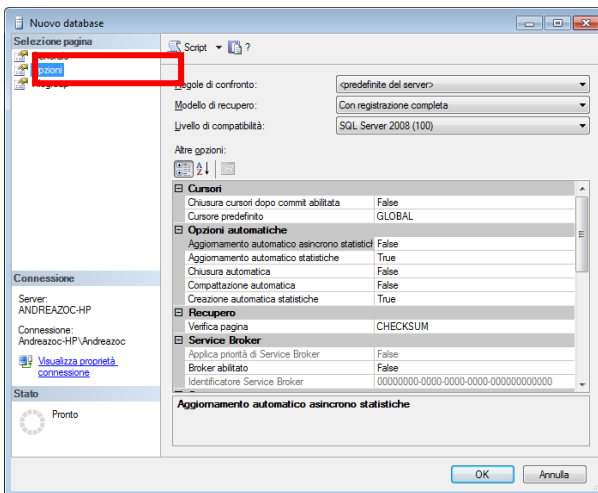 Nuovo database
Selezione pagina
Script
?
Opzioni
Regole di confronto: <predefinite del server>
Modello di recupero: Con registrazione completa
Livello di compatibilità: SQL Server 2008 (100)
Altre opzioni:
Cursori
Chiusura cursori dopo commit abilitata False
Cursore predefinito GLOBAL
Opzioni automatiche
Aggiornamento automatico asincrono statistich False
Aggiornamento automatico statistiche True
Chiusura automatica False
Compattazione automatica False
Creazione automatica statistiche True
Recupero
Verifica pagina CHECKSUM
Service Broker
Applica priorità di Service Broker False
Broker abilitato False
Identificatore Service Broker 00000000-0000-0000-0000-000000000000
Aggiornamento automatico asincrono statistiche
Connessione
Server:
ANDREAZOC-HP
Connessione:
Andreazoc-HP\Andreazoc
Visualizza proprietà
connessione
Stato
Pronto
OK Annulla